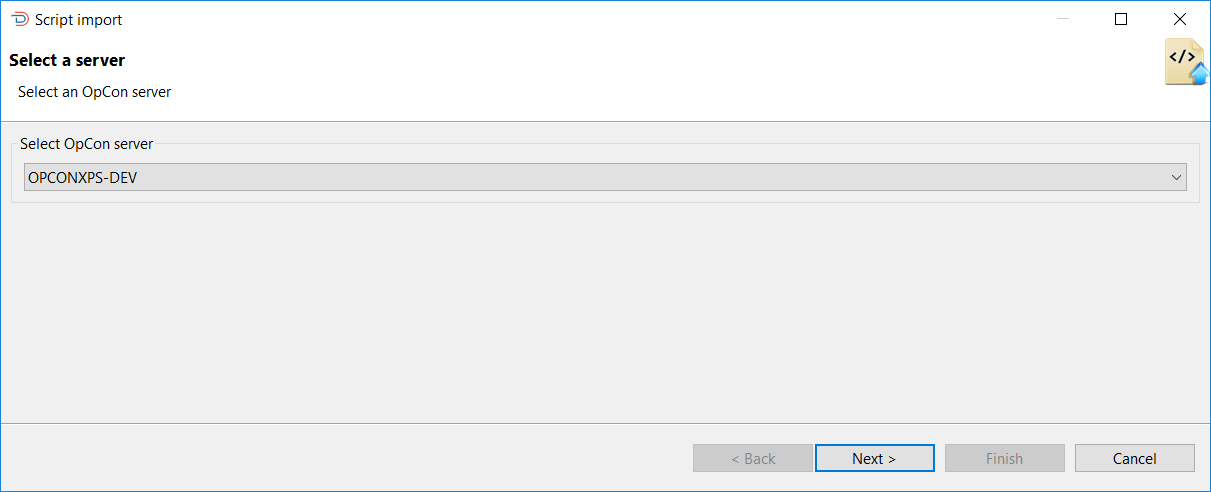 Script import
Select a server
Select an OpCon server
</>
Select OpCon server
OPCONXPS-DEV
< Back
Next >
Finish
Cancel